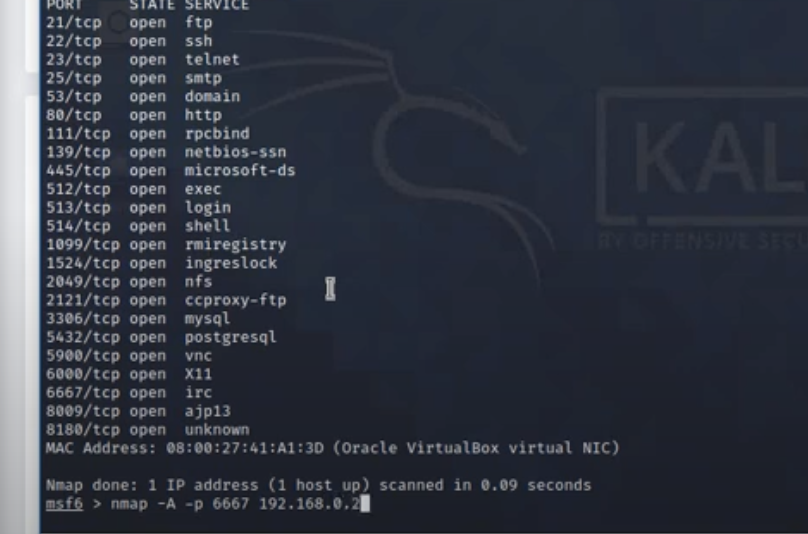 PORT STATE SERVICE
21/tcp open ftp
22/tcp open ssh
23/tcp open telnet
25/tcp open smtp
53/tcp open domain
80/tcp open http
111/tcp open rpcbind
139/tcp open netbios-ssn
445/tcp open microsoft-ds
512/tcp open exec
513/tcp open login
514/tcp open shell
1099/tcp open rmiregistry
1524/tcp open ingreslock
2049/tcp open nfs
2121/tcp open ccproxy-ftp
3306/tcp open mysql
5432/tcp open postgresql
5900/tcp open vnc
6000/tcp open X11
6667/tcp open irc
8009/tcp open ajp13
8180/tcp open unknown
MAC Address: 08:00:27:41:A1:3D (Oracle VirtualBox virtual NIC)
Nmap done: 1 IP address (1 host up) scanned in 0.09 seconds
msf6 > nmap -A -p 6667 192.168.0.2
KAL
BY OFFENSIVE SEC